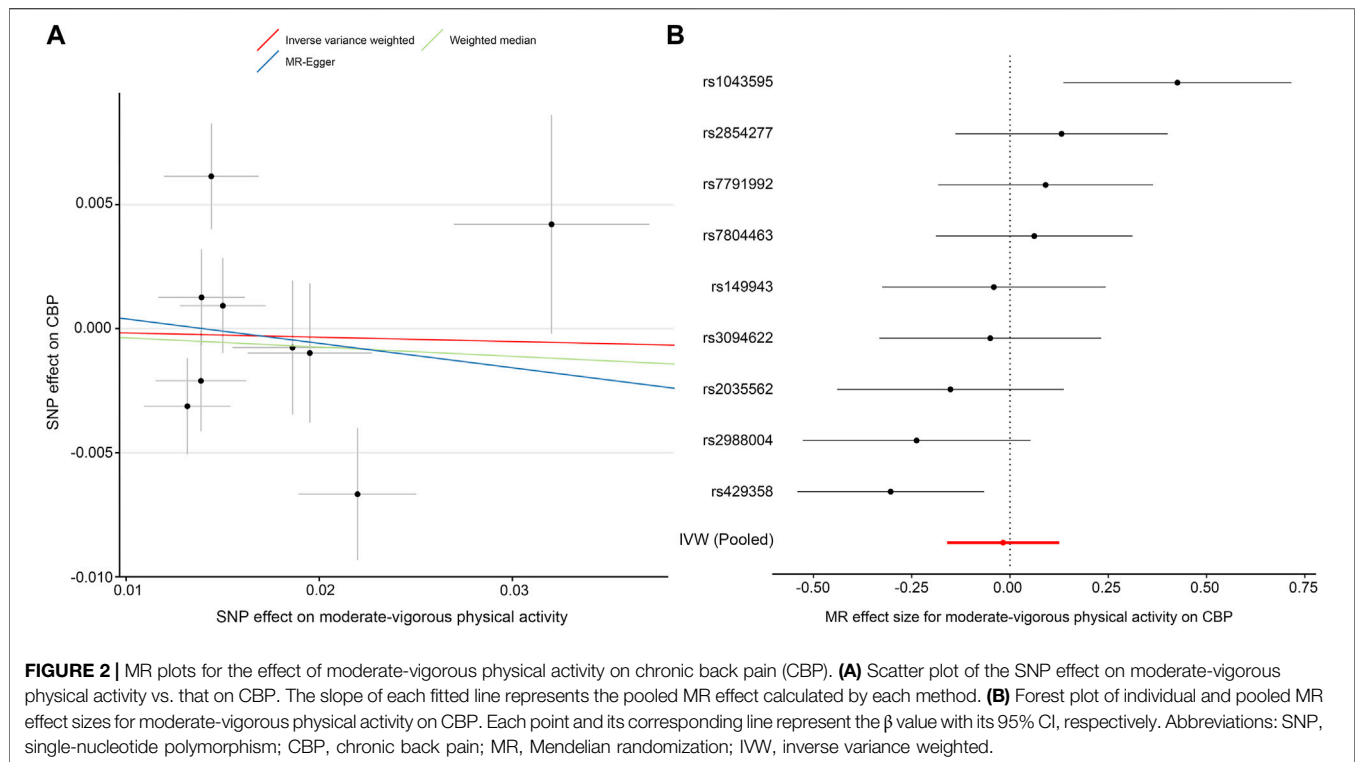 A
Inverse variance weighted
Weighted median
MR-Egger
0.005
0.000
-0.005
-0.010
SNP effect on CBP
0.01
0.02
0.03
SNP effect on moderate-vigorous physical activity
B
rs1043595
rs2854277
rs7791992
rs7804463
rs149943
rs3094622
rs2035562
rs2988004
rs429358
IVW (Pooled)
-0.50
-0.25
0.00
0.25
0.50
0.75
MR effect size for moderate-vigorous physical activity on CBP
FIGURE 2 | MR plots for the effect of moderate-vigorous physical activity on chronic back pain (CBP). (A) Scatter plot of the SNP effect on moderate-vigorous
physical activity vs. that on CBP. The slope of each fitted line represents the pooled MR effect calculated by each method. (B) Forest plot of individual and pooled MR
effect sizes for moderate-vigorous physical activity on CBP. Each point and its corresponding line represent the β value with its 95% CI, respectively. Abbreviations: SNP,
single-nucleotide polymorphism; CBP, chronic back pain; MR, Mendelian randomization; IVW, inverse variance weighted.